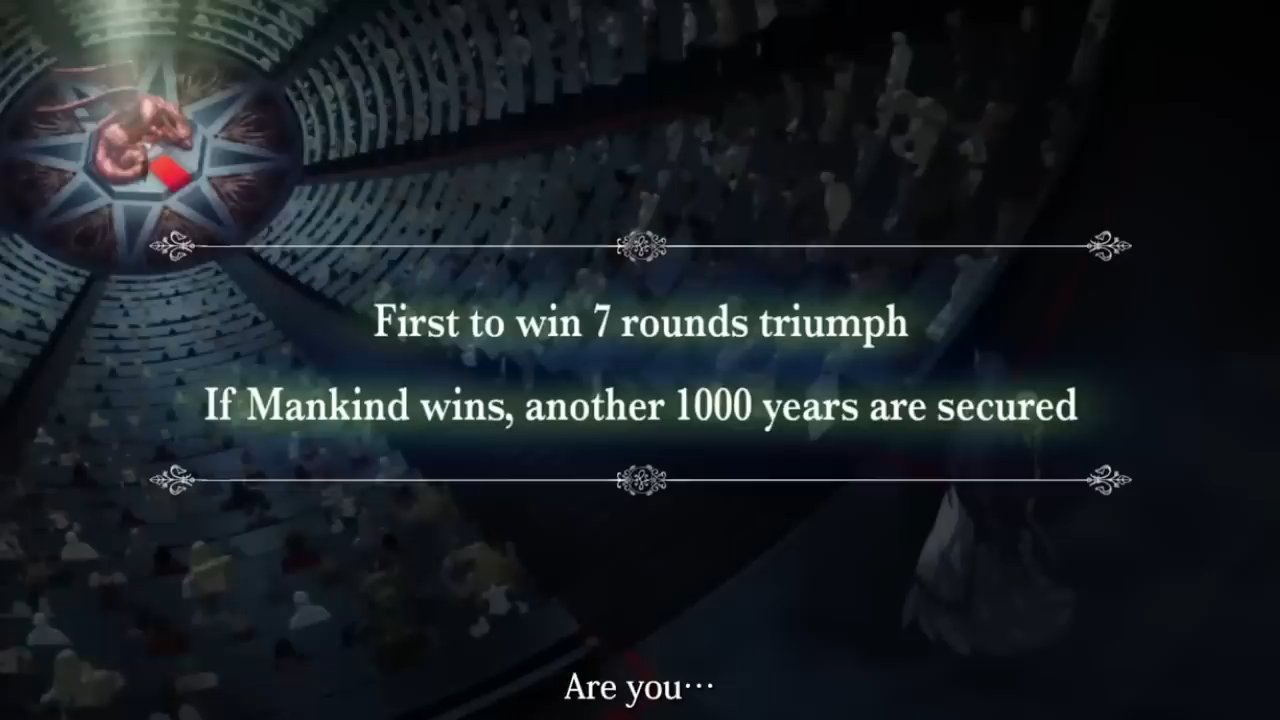 First to win 7 rounds triumph
If Mankind wins, another 1000 years are secured
Are you…